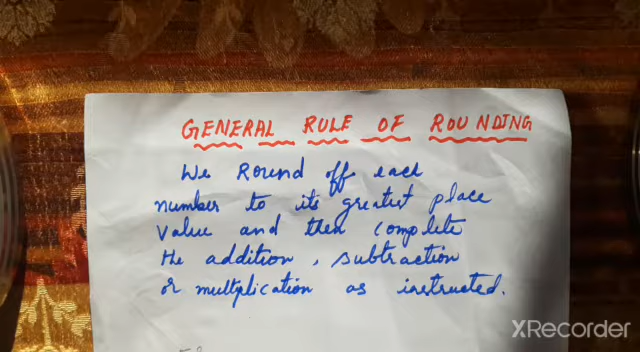 GENERAL RULE OF ROUNDING
We Round off each
number to its greatest place
value and then complete
the addition, subtraction
or multplication as instructed.
XRecorder